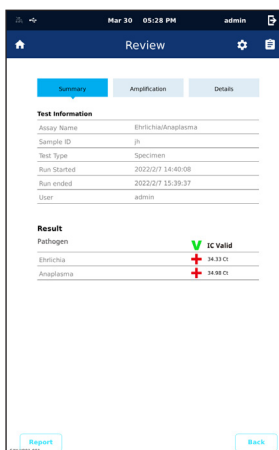 Mar 30 05:28 PM admin
Review
Summary Amplification Details
Test Information
Assay Name Ehrlichia/Anaplasma
Sample ID jh
Test Type Specimen
Run Started 2022/2/7 14:40:08
Run ended 2022/2/7 15:39:37
User admin
Result
Pathogen V IC Valid
Ehrlichia 34.33 Ct
Anaplasma 34.98 Ct
Report Back